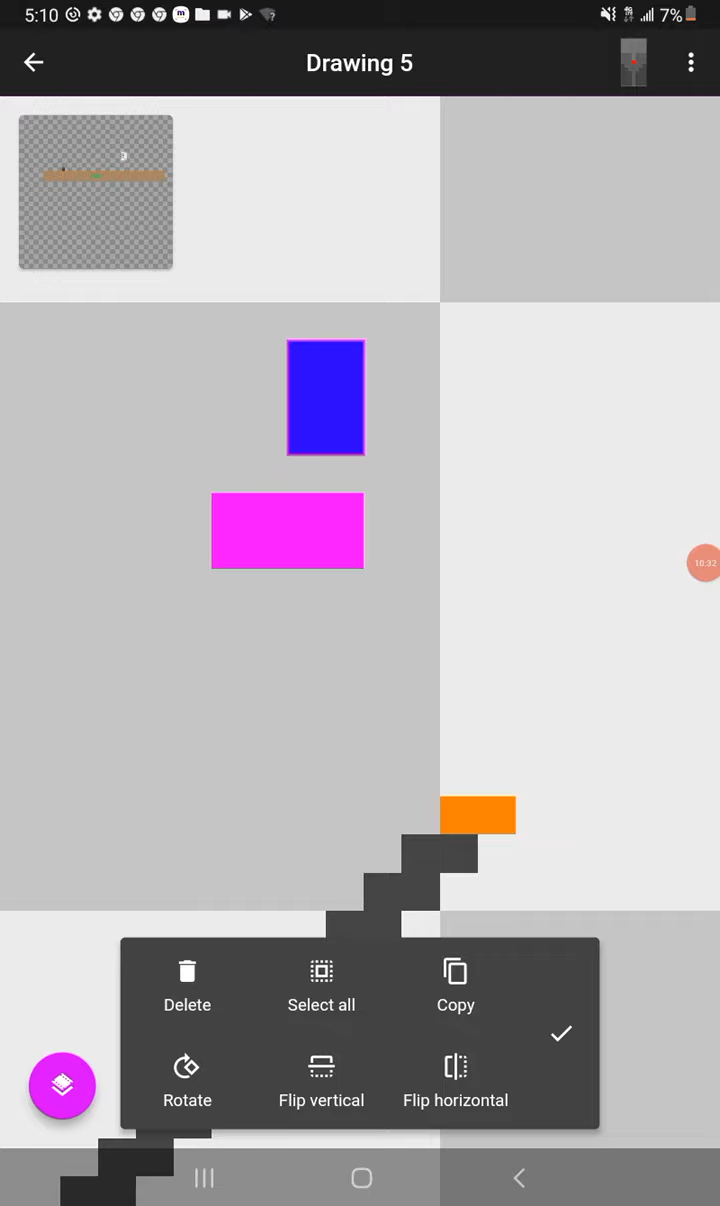 5:10 m 7%
Drawing 5
10:32
Delete Select all Copy
Rotate Flip vertical Flip horizontal